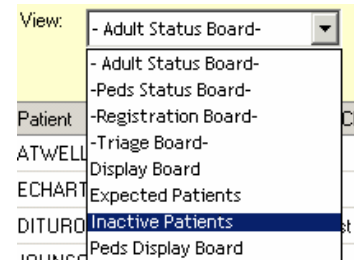 View: - Adult Status Board-
- Adult Status Board-
-Peds Status Board-
Patient -Registration Board-
-Triage Board-
ATWELL
Display Board
ECHART Expected Patients
DITURO Inactive Patients
Peds Display Board